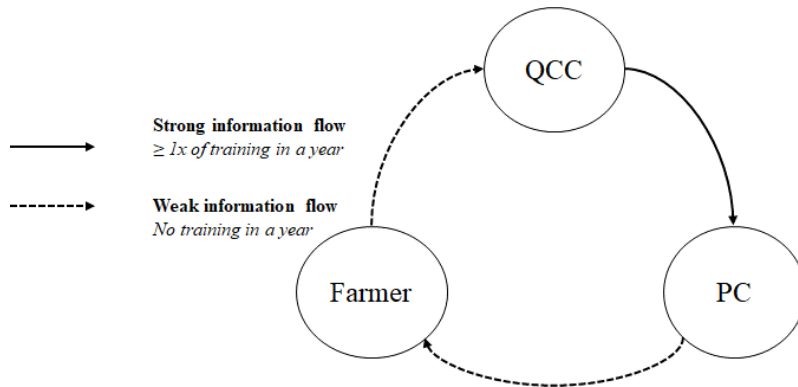 QCC
Strong information flow
≥ 1x of training in a year
Weak information flow
No training in a year
Farmer
PC